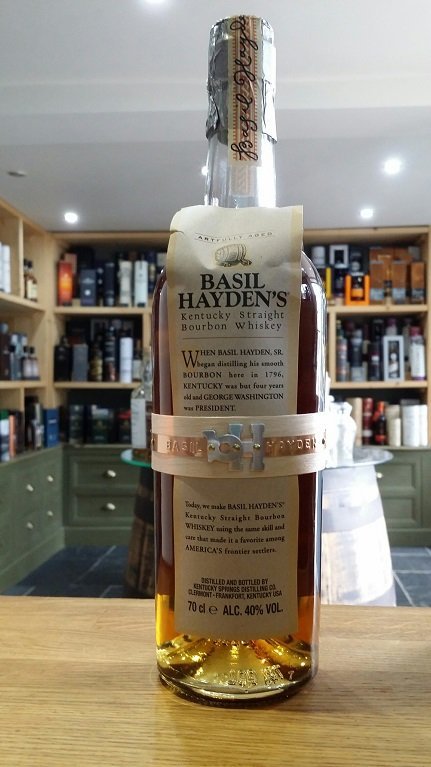 Basil Hayden
ARTFULLY AGED
BASIL
HAYDEN'S®
Kentucky Straight
Bourbon Whiskey
WHEN BASIL HAYDEN, SR.
began distilling his smooth
BOURBON here in 1796,
KENTUCKY was but four years
old and GEORGE WASHINGTON
was PRESIDENT.
BASIL H HAYDEN
Today, we make BASIL HAYDEN'S®
Kentucky Straight Bourbon
WHISKEY using the same skill and
care that made it a favorite among
AMERICA'S frontier settlers.
DISTILLED AND BOTTLED BY
KENTUCKY SPRINGS DISTILLING CO.
CLERMONT - FRANKFORT, KENTUCKY USA
70 cl e ALC. 40% VOL.